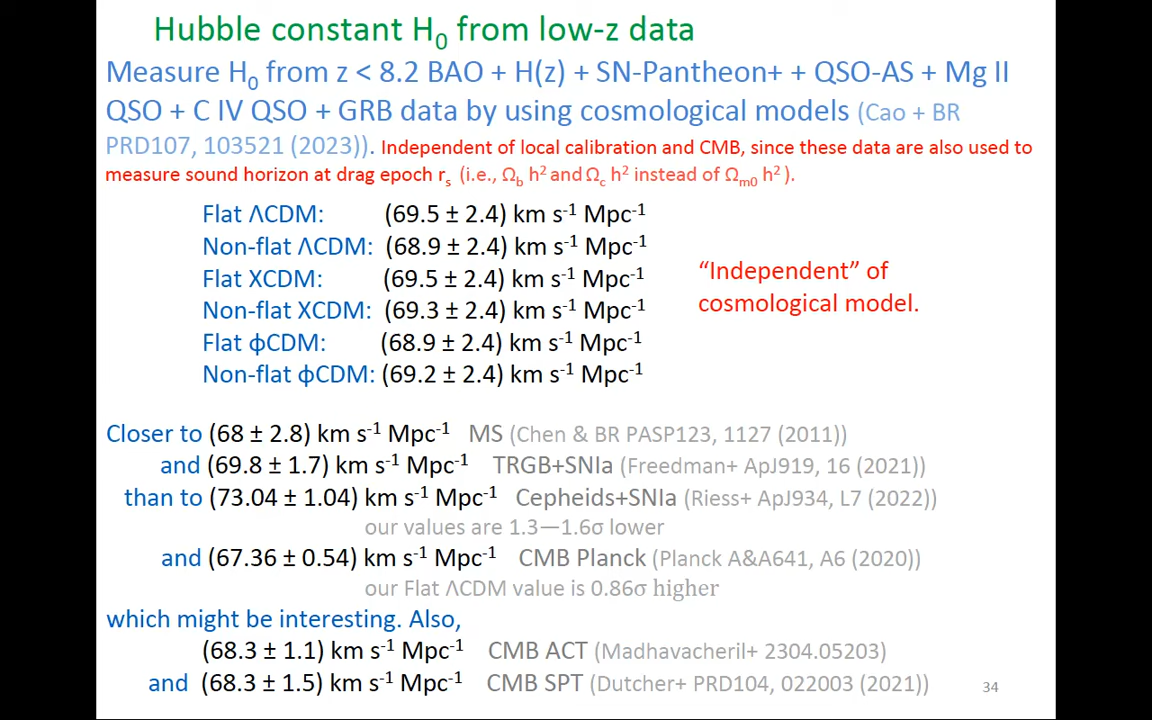 Hubble constant H₀ from low-z data
Measure H₀ from z < 8.2 BAO + H(z) + SN-Pantheon+ + QSO-AS + Mg II
QSO + C IV QSO + GRB data by using cosmological models (Cao + BR
PRD107, 103521 (2023)). Independent of local calibration and CMB, since these data are also used to
measure sound horizon at drag epoch rₛ (i.e., Ω_b h² and Ω_c h² instead of Ω_m0 h² ).
Flat ΛCDM: (69.5 ± 2.4) km s⁻¹ Mpc⁻¹
Non-flat ΛCDM: (68.9 ± 2.4) km s⁻¹ Mpc⁻¹
Flat XCDM: (69.5 ± 2.4) km s⁻¹ Mpc⁻¹
Non-flat XCDM: (69.3 ± 2.4) km s⁻¹ Mpc⁻¹
Flat ϕCDM: (68.9 ± 2.4) km s⁻¹ Mpc⁻¹
Non-flat ϕCDM: (69.2 ± 2.4) km s⁻¹ Mpc⁻¹
“Independent” of
cosmological model.
Closer to (68 ± 2.8) km s⁻¹ Mpc⁻¹ MS (Chen & BR PASP123, 1127 (2011))
and (69.8 ± 1.7) km s⁻¹ Mpc⁻¹ TRGB+SNIa (Freedman+ ApJ919, 16 (2021))
than to (73.04 ± 1.04) km s⁻¹ Mpc⁻¹ Cepheids+SNIa (Riess+ ApJ934, L7 (2022))
our values are 1.3—1.6σ lower
and (67.36 ± 0.54) km s⁻¹ Mpc⁻¹ CMB Planck (Planck A&A641, A6 (2020))
our Flat ΛCDM value is 0.86σ higher
which might be interesting. Also,
(68.3 ± 1.1) km s⁻¹ Mpc⁻¹ CMB ACT (Madhavacheril+ 2304.05203)
and (68.3 ± 1.5) km s⁻¹ Mpc⁻¹ CMB SPT (Dutcher+ PRD104, 022003 (2021))
34